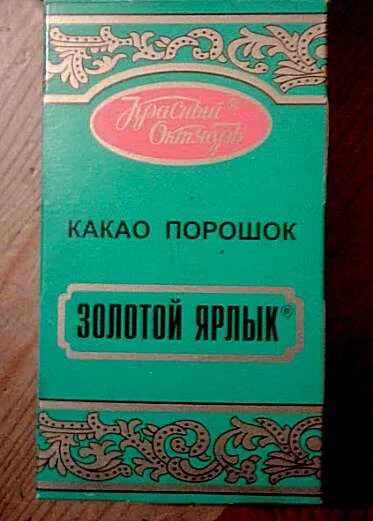 Красный®
Октябрь
КАКАО ПОРОШОК
ЗОЛОТОЙ ЯРЛЫК®